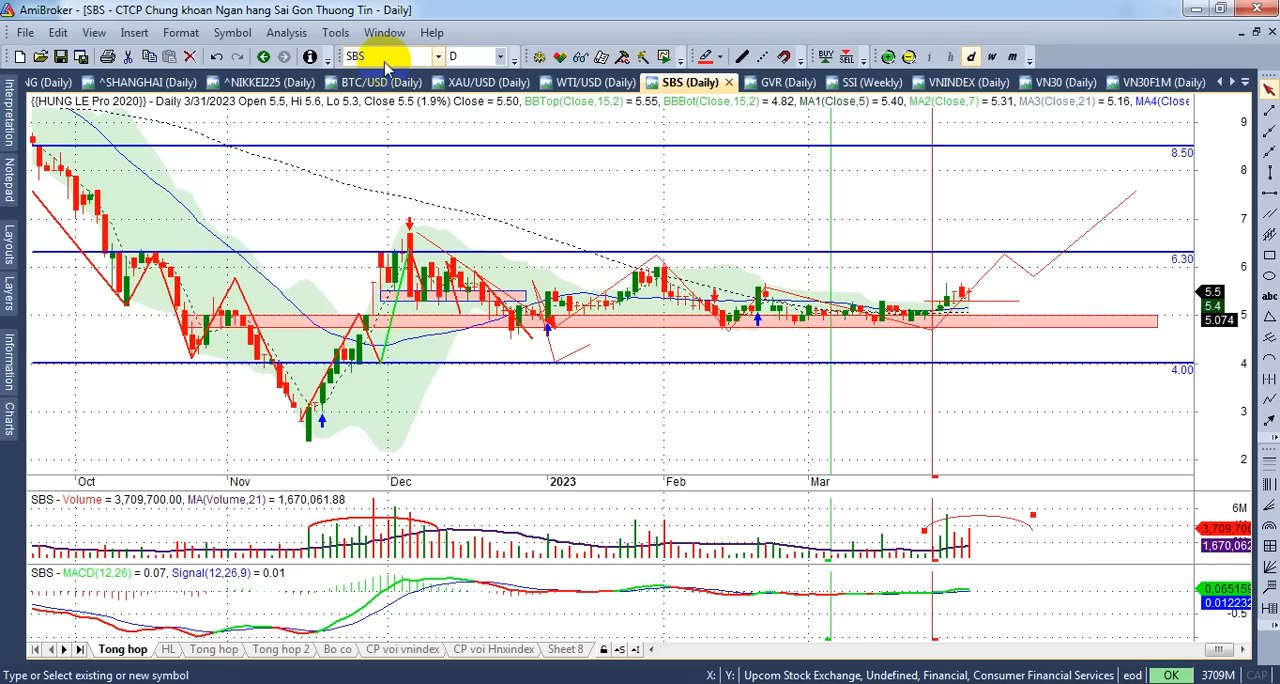 AmiBroker - [SBS - CTCP Chung khoan Ngan hang Sai Gon Thuong Tin - Daily]
File Edit View Insert Format Symbol Analysis Tools Window Help
SBS D BUY SELL i h d w m
NG (Daily) ^SHANGHAI (Daily) ^NIKKEI225 (Daily) BTC/USD (Daily) XAU/USD (Daily) WTI/USD (Daily) SBS (Daily) GVR (Daily) SSI (Weekly) VNINDEX (Daily) VN30 (Daily) VN30F1M (Daily)
{{HUNG LE Pro 2020}} - Daily 3/31/2023 Open 5.5, Hi 5.6, Lo 5.3, Close 5.5 (1.9%) Close = 5.50, BBTop(Close,15,2) = 5.55, BBBot(Close,15,2) = 4.82, MA1(Close,5) = 5.40, MA2(Close,7) = 5.31, MA3(Close,21) = 5.16, MA4(Close
Interpretation
Notepad
Layouts
Layers
Information
Charts
abc
9
8.50
8
7
6.30
6
5.5
5.4
5.074
5
4.00
4
3
2
Oct Nov Dec 2023 Feb Mar
SBS - Volume = 3,709,700.00, MA(Volume,21) = 1,670,061.88
6M
3,709,700
1,670,062
SBS - MACD(12,26) = 0.07, Signal(12,26,9) = 0.01
0.065159
0.012232
-0.5
Tong hop HL Tong hop Tong hop 2 Bo co CP voi vnindex CP voi Hnxindex Sheet 8
Type or Select existing or new symbol X: Y: Upcom Stock Exchange, Undefined, Financial, Consumer Financial Services eod OK 3709M CAP